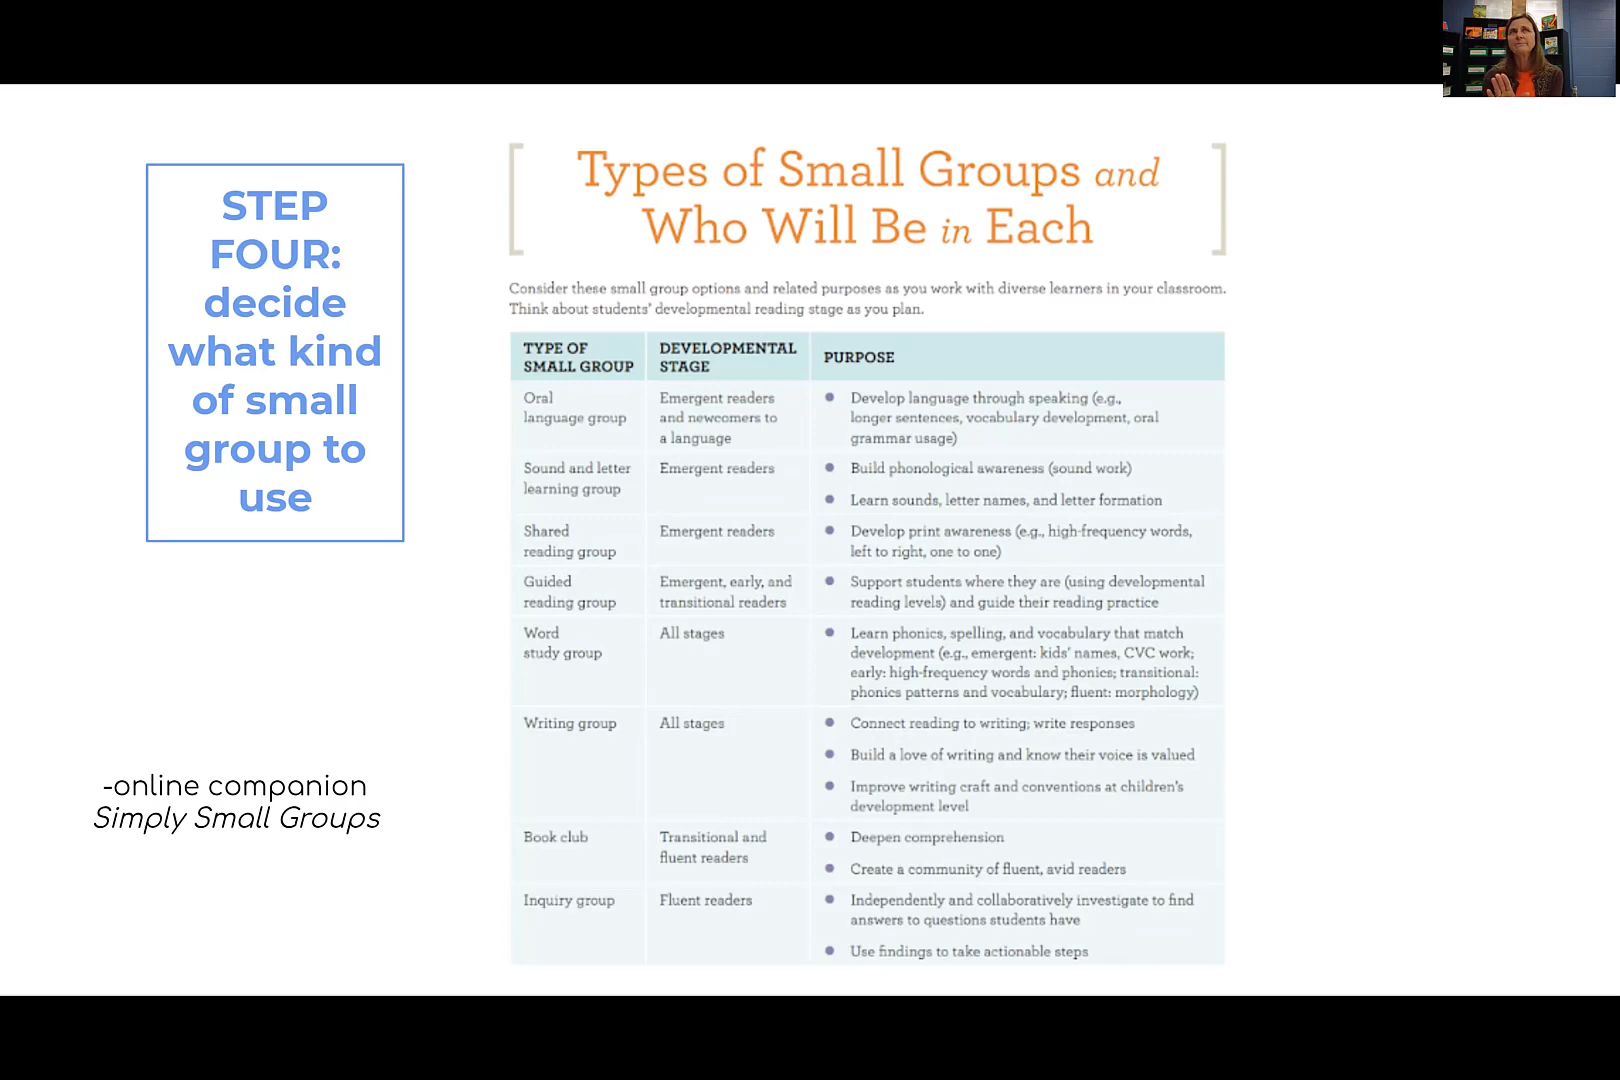 STEP
FOUR:
decide
what kind
of small
group to
use
-online companion
Simply Small Groups
Types of Small Groups and
Who Will Be in Each
Consider these small group options and related purposes as you work with diverse learners in your classroom.
Think about students' developmental reading stage as you plan.
TYPE OF
SMALL GROUP
DEVELOPMENTAL
STAGE
PURPOSE
Oral
language group
Emergent readers
and newcomers to
a language
● Develop language through speaking (e.g.,
longer sentences, vocabulary development, oral
grammar usage)
Sound and letter
learning group
Emergent readers
● Build phonological awareness (sound work)
● Learn sounds, letter names, and letter formation
Shared
reading group
Emergent readers
● Develop print awareness (e.g., high-frequency words,
left to right, one to one)
Guided
reading group
Emergent, early, and
transitional readers
● Support students where they are (using developmental
reading levels) and guide their reading practice
Word
study group
All stages
● Learn phonics, spelling, and vocabulary that match
development (e.g., emergent: kids' names, CVC work;
early: high-frequency words and phonics; transitional:
phonics patterns and vocabulary; fluent: morphology)
Writing group
All stages
● Connect reading to writing; write responses
● Build a love of writing and know their voice is valued
● Improve writing craft and conventions at children's
development level
Book club
Transitional and
fluent readers
● Deepen comprehension
● Create a community of fluent, avid readers
Inquiry group
Fluent readers
● Independently and collaboratively investigate to find
answers to questions students have
● Use findings to take actionable steps